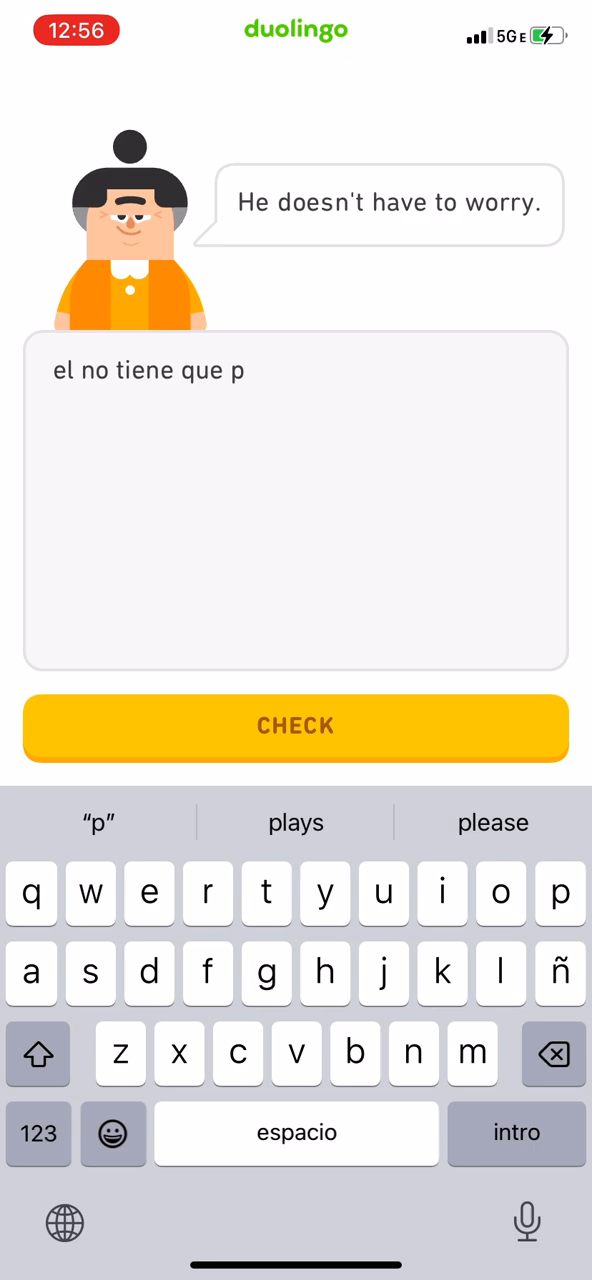 12:56
duolingo
5G E
He doesn't have to worry.
el no tiene que p
CHECK
“p” plays please
q w e r t y u i o p
a s d f g h j k l ñ
z x c v b n m
123 espacio intro